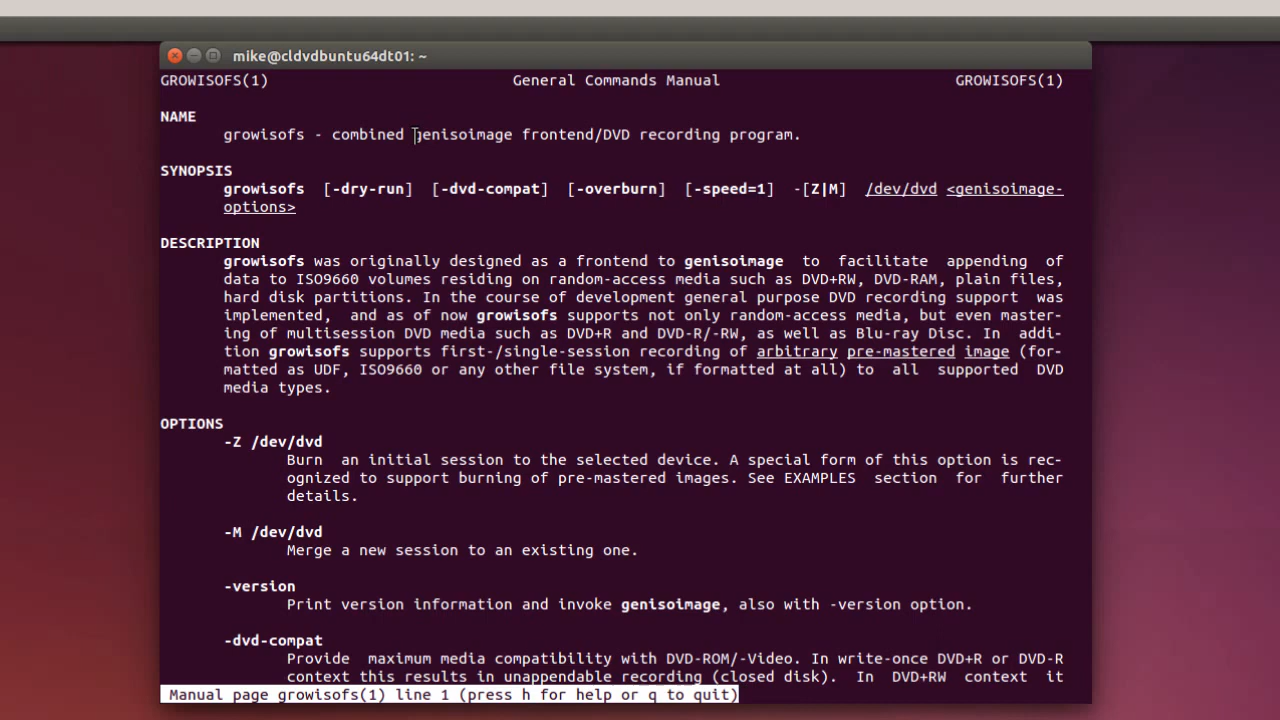 mike@cldvdbuntu64dt01: ~
GROWISOFS(1) General Commands Manual GROWISOFS(1)
NAME
growisofs - combined genisoimage frontend/DVD recording program.
SYNOPSIS
growisofs [-dry-run] [-dvd-compat] [-overburn] [-speed=1] -[Z|M] /dev/dvd <genisoimage-
options>
DESCRIPTION
growisofs was originally designed as a frontend to genisoimage to facilitate appending of
data to ISO9660 volumes residing on random-access media such as DVD+RW, DVD-RAM, plain files,
hard disk partitions. In the course of development general purpose DVD recording support was
implemented, and as of now growisofs supports not only random-access media, but even master-
ing of multisession DVD media such as DVD+R and DVD-R/-RW, as well as Blu-ray Disc. In addi-
tion growisofs supports first-/single-session recording of arbitrary pre-mastered image (for-
matted as UDF, ISO9660 or any other file system, if formatted at all) to all supported DVD
media types.
OPTIONS
-Z /dev/dvd
Burn an initial session to the selected device. A special form of this option is rec-
ognized to support burning of pre-mastered images. See EXAMPLES section for further
details.
-M /dev/dvd
Merge a new session to an existing one.
-version
Print version information and invoke genisoimage, also with -version option.
-dvd-compat
Provide maximum media compatibility with DVD-ROM/-Video. In write-once DVD+R or DVD-R
context this results in unappendable recording (closed disk). In DVD+RW context it
Manual page growisofs(1) line 1 (press h for help or q to quit)